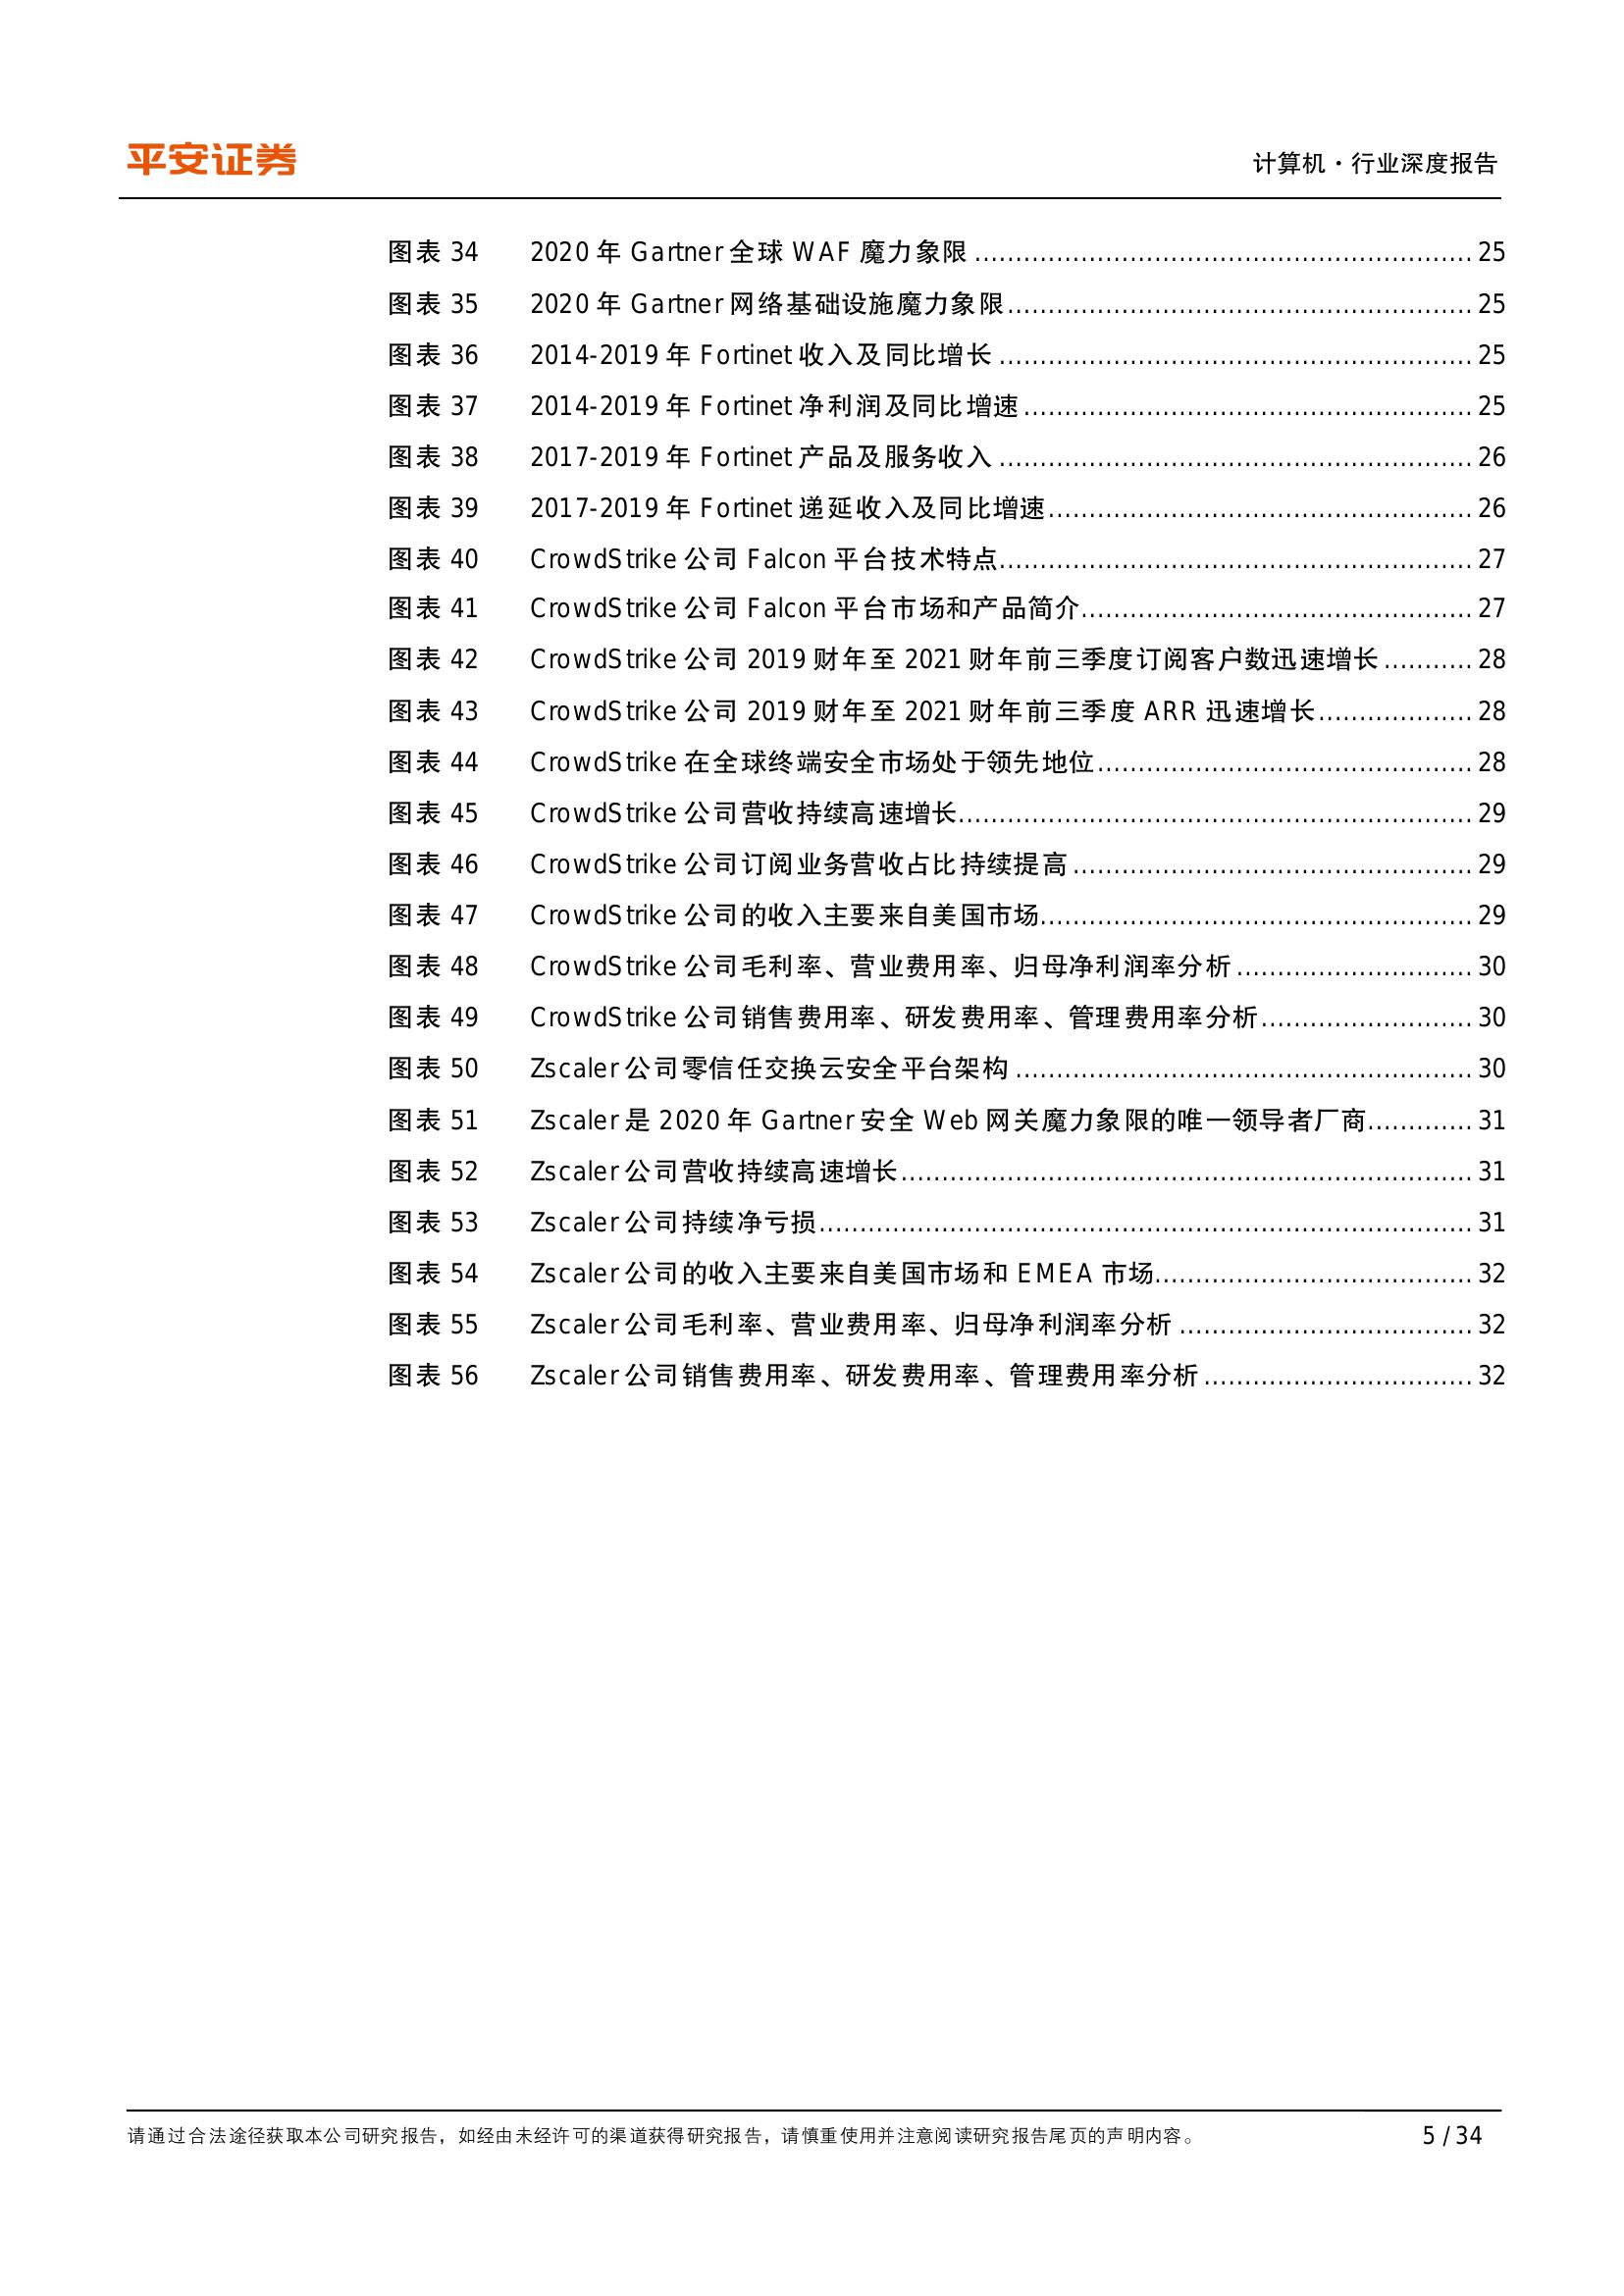 平安证券
计算机·行业深度报告
图表 34 2020 年 Gartner 全球 WAF 魔力象限 25
图表 35 2020 年 Gartner 网络基础设施魔力象限 25
图表 36 2014-2019 年 Fortinet 收入及同比增长 25
图表 37 2014-2019 年 Fortinet 净利润及同比增速 25
图表 38 2017-2019 年 Fortinet 产品及服务收入 26
图表 39 2017-2019 年 Fortinet 递延收入及同比增速 26
图表 40 CrowdStrike 公司 Falcon 平台技术特点 27
图表 41 CrowdStrike 公司 Falcon 平台市场和产品简介 27
图表 42 CrowdStrike 公司 2019 财年至 2021 财年前三季度订阅客户数迅速增长 28
图表 43 CrowdStrike 公司 2019 财年至 2021 财年前三季度 ARR 迅速增长 28
图表 44 CrowdStrike 在全球终端安全市场处于领先地位 28
图表 45 CrowdStrike 公司营收持续高速增长 29
图表 46 CrowdStrike 公司订阅业务营收占比持续提高 29
图表 47 CrowdStrike 公司的收入主要来自美国市场 29
图表 48 CrowdStrike 公司毛利率、营业费用率、归母净利润率分析 30
图表 49 CrowdStrike 公司销售费用率、研发费用率、管理费用率分析 30
图表 50 Zscaler 公司零信任交换云安全平台架构 30
图表 51 Zscaler 是 2020 年 Gartner 安全 Web 网关魔力象限的唯一领导者厂商 31
图表 52 Zscaler 公司营收持续高速增长 31
图表 53 Zscaler 公司持续净亏损 31
图表 54 Zscaler 公司的收入主要来自美国市场和 EMEA 市场 32
图表 55 Zscaler 公司毛利率、营业费用率、归母净利润率分析 32
图表 56 Zscaler 公司销售费用率、研发费用率、管理费用率分析 32
请通过合法途径获取本公司研究报告，如经由未经许可的渠道获得研究报告，请慎重使用并注意阅读研究报告尾页的声明内容。
5 / 34